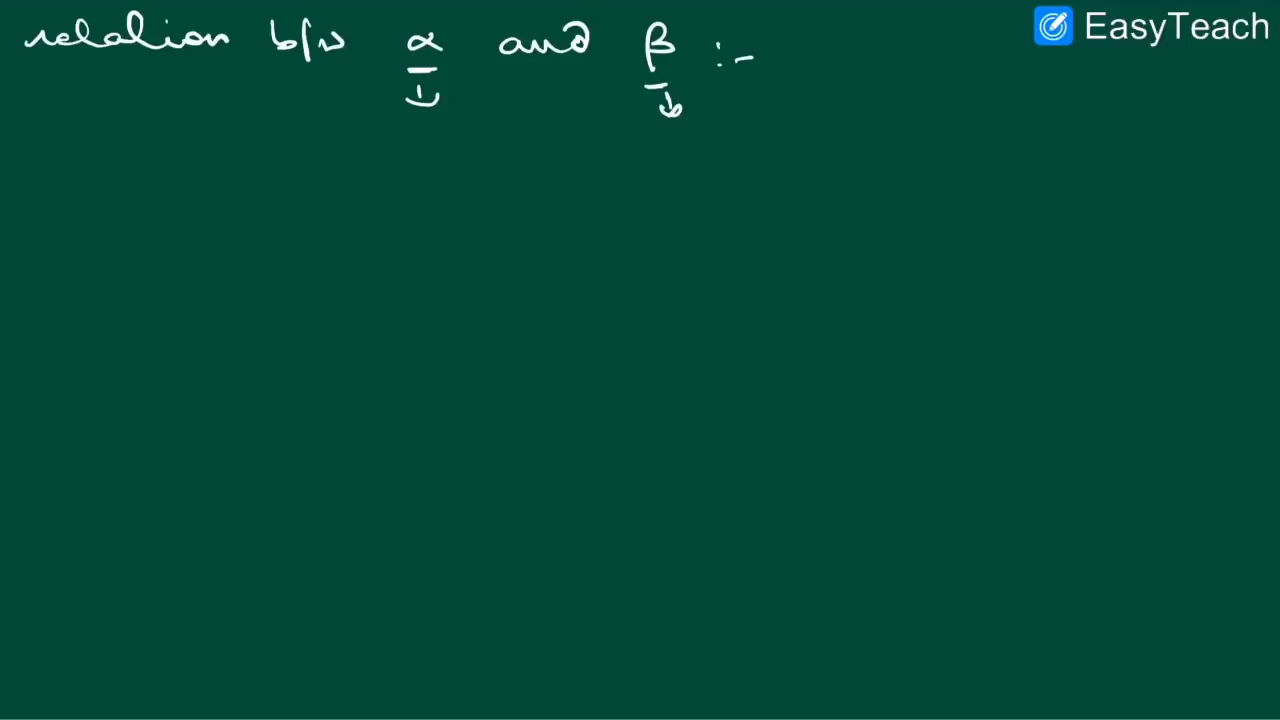 relation b/w α and β :-
EasyTeach